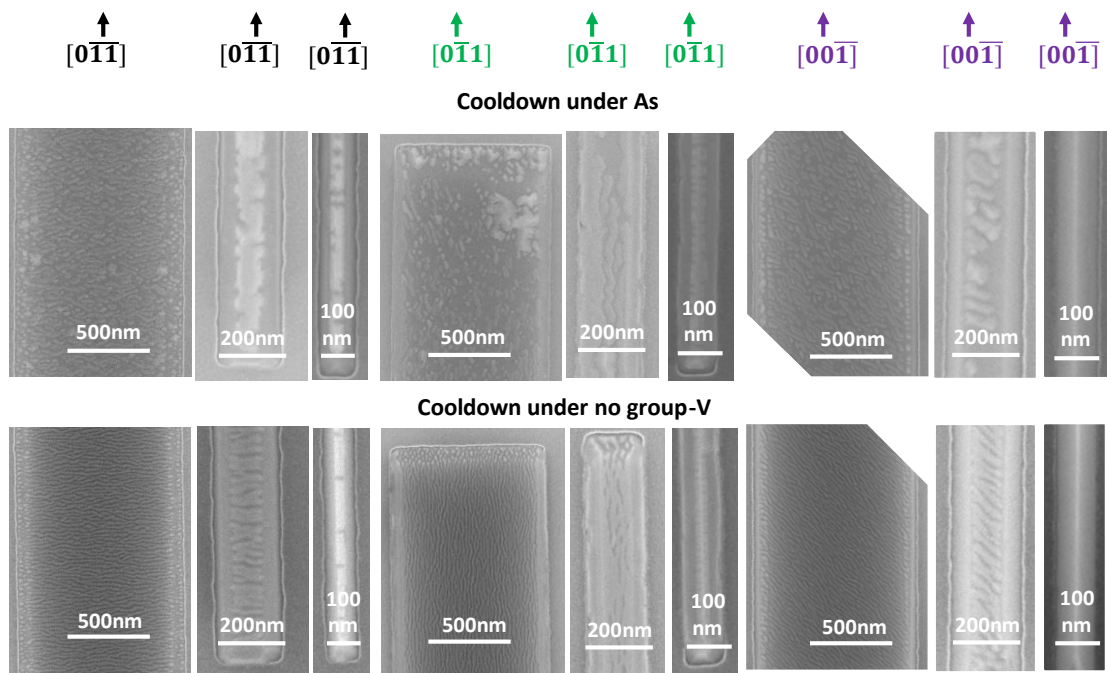 [01̅1̅] [01̅1̅] [01̅1̅] [01̅1] [01̅1] [01̅1] [001̅] [001̅] [001̅]
Cooldown under As
500nm 200nm 100 nm 500nm 200nm 100 nm 500nm 200nm 100 nm
Cooldown under no group-V
500nm 200nm 100 nm 500nm 200nm 100 nm 500nm 200nm 100 nm